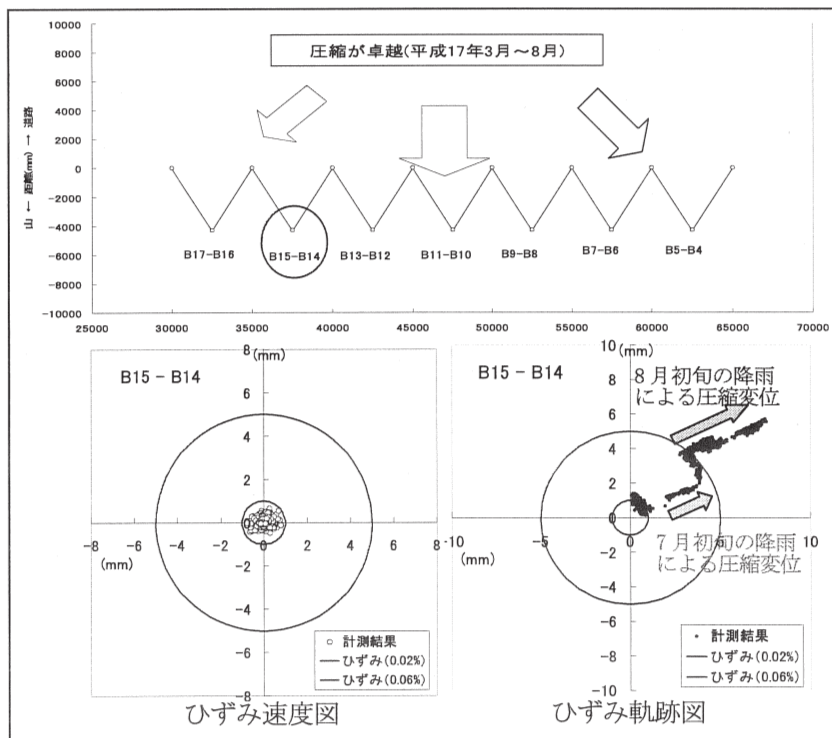 圧縮が卓越(平成17年3月～8月)
10000
8000
6000
4000
2000
0
-2000
-4000
-6000
-8000
-10000
山 ← 距離(mm) → 道路
B17-B16
B15-B14
B13-B12
B11-B10
B9-B8
B7-B6
B5-B4
25000 30000 35000 40000 45000 50000 55000 60000 65000 70000
B15 - B14
(mm)
8
6
4
2
0
-2
-4
-6
-8
-8 -6 -4 -2 0 2 4 6 8
(mm)
計測結果
ひずみ(0.02%)
ひずみ(0.06%)
ひずみ速度図
B15 - B14
(mm)
10
8
6
4
2
0
-2
-4
-6
-8
-10
-10 -5 0 5 10
(mm)
8月初旬の降雨
による圧縮変位
7月初旬の降雨
による圧縮変位
計測結果
ひずみ(0.02%)
ひずみ(0.06%)
ひずみ軌跡図